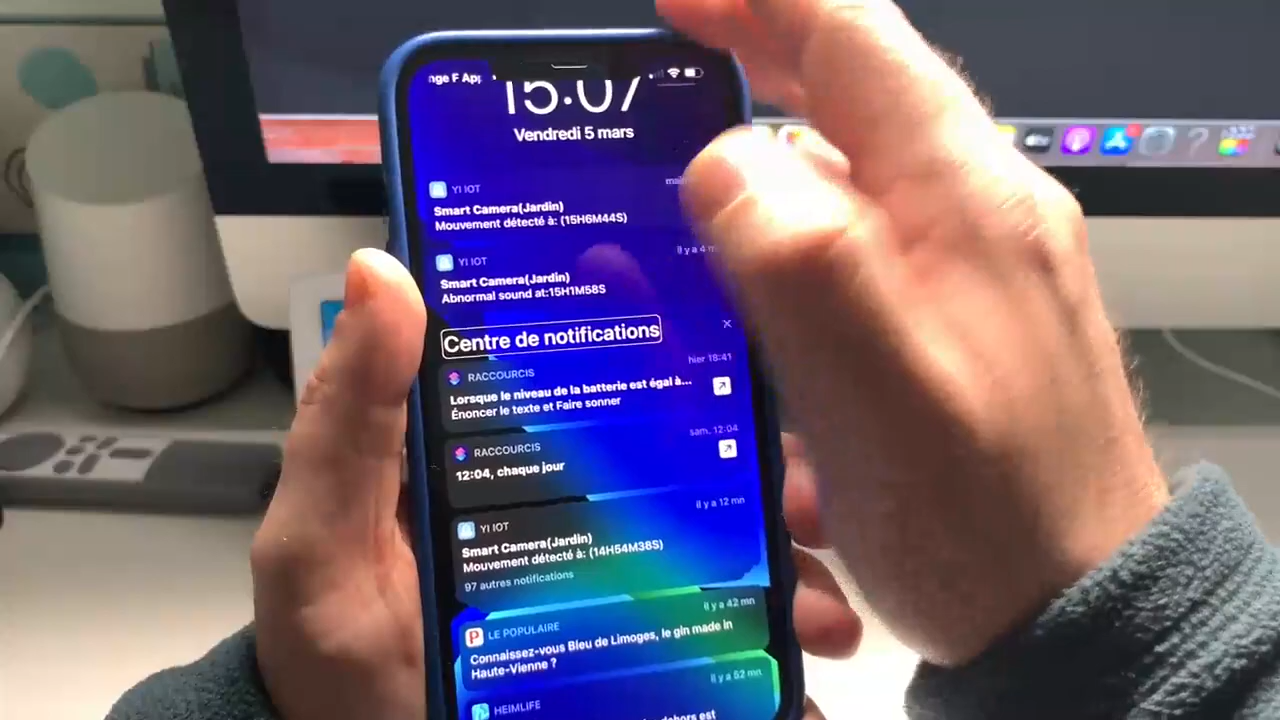 15:07
Vendredi 5 mars
YI IOT
Smart Camera(Jardin)
Mouvement détecté à: (15H6M44S)
YI IOT
il y a 4
Smart Camera(Jardin)
Abnormal sound at:15H1M58S
Centre de notifications
RACCOURCIS
hier 18:41
Lorsque le niveau de la batterie est égal à...
Énoncer le texte et Faire sonner
RACCOURCIS
sam. 12:04
12:04, chaque jour
YI IOT
il y a 12 mn
Smart Camera(Jardin)
Mouvement détecté à: (14H54M38S)
97 autres notifications
LE POPULAIRE
il y a 42 mn
Connaissez-vous Bleu de Limoges, le gin made in
Haute-Vienne ?
HEIMLIFE
il y a 52 mn
est